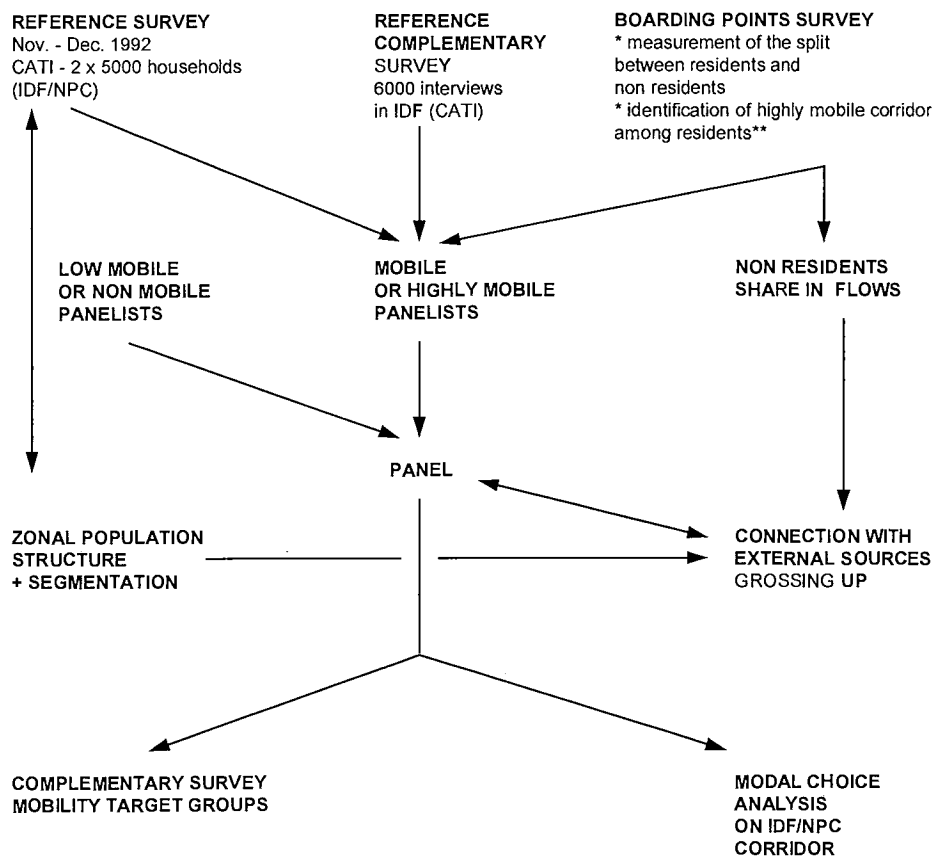 REFERENCE SURVEY
Nov. - Dec. 1992
CATI - 2 x 5000 households
(IDF/NPC)
REFERENCE
COMPLEMENTARY
SURVEY
6000 interviews
in IDF (CATI)
BOARDING POINTS SURVEY
* measurement of the split
between residents and
non residents
* identification of highly mobile corridor
among residents**
LOW MOBILE
OR NON MOBILE
PANELISTS
MOBILE
OR HIGHLY MOBILE
PANELISTS
NON RESIDENTS
SHARE IN FLOWS
PANEL
ZONAL POPULATION
STRUCTURE
+ SEGMENTATION
CONNECTION WITH
EXTERNAL SOURCES
GROSSING UP
COMPLEMENTARY SURVEY
MOBILITY TARGET GROUPS
MODAL CHOICE
ANALYSIS
ON IDF/NPC
CORRIDOR